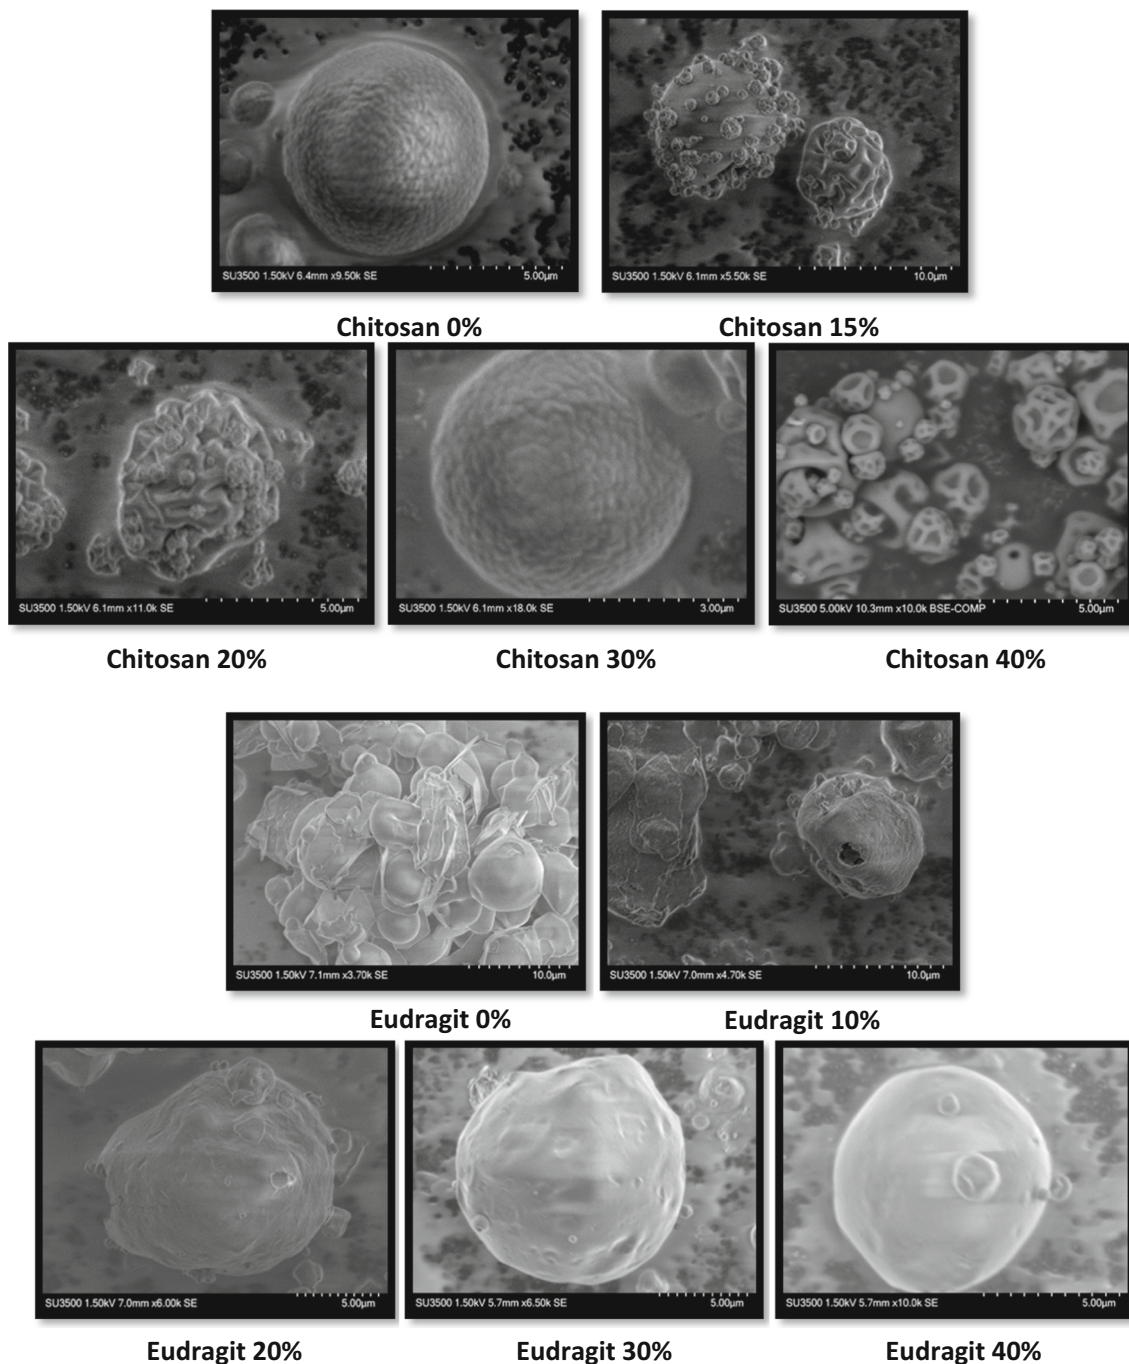 SU3500 1.50kV 6.4mm x9.50k SE 5.00µm
SU3500 1.50kV 6.1mm x5.50k SE 10.0µm
Chitosan 0%
Chitosan 15%
SU3500 1.50kV 6.1mm x11.0k SE 5.00µm
SU3500 1.50kV 6.1mm x18.0k SE 3.00µm
SU3500 5.00kV 10.3mm x10.0k BSE-COMP 5.00µm
Chitosan 20%
Chitosan 30%
Chitosan 40%
SU3500 1.50kV 7.1mm x3.70k SE 10.0µm
SU3500 1.50kV 7.0mm x4.70k SE 10.0µm
Eudragit 0%
Eudragit 10%
SU3500 1.50kV 7.0mm x6.00k SE 5.00µm
SU3500 1.50kV 5.7mm x6.50k SE 5.00µm
SU3500 1.50kV 5.7mm x10.0k SE 5.00µm
Eudragit 20%
Eudragit 30%
Eudragit 40%